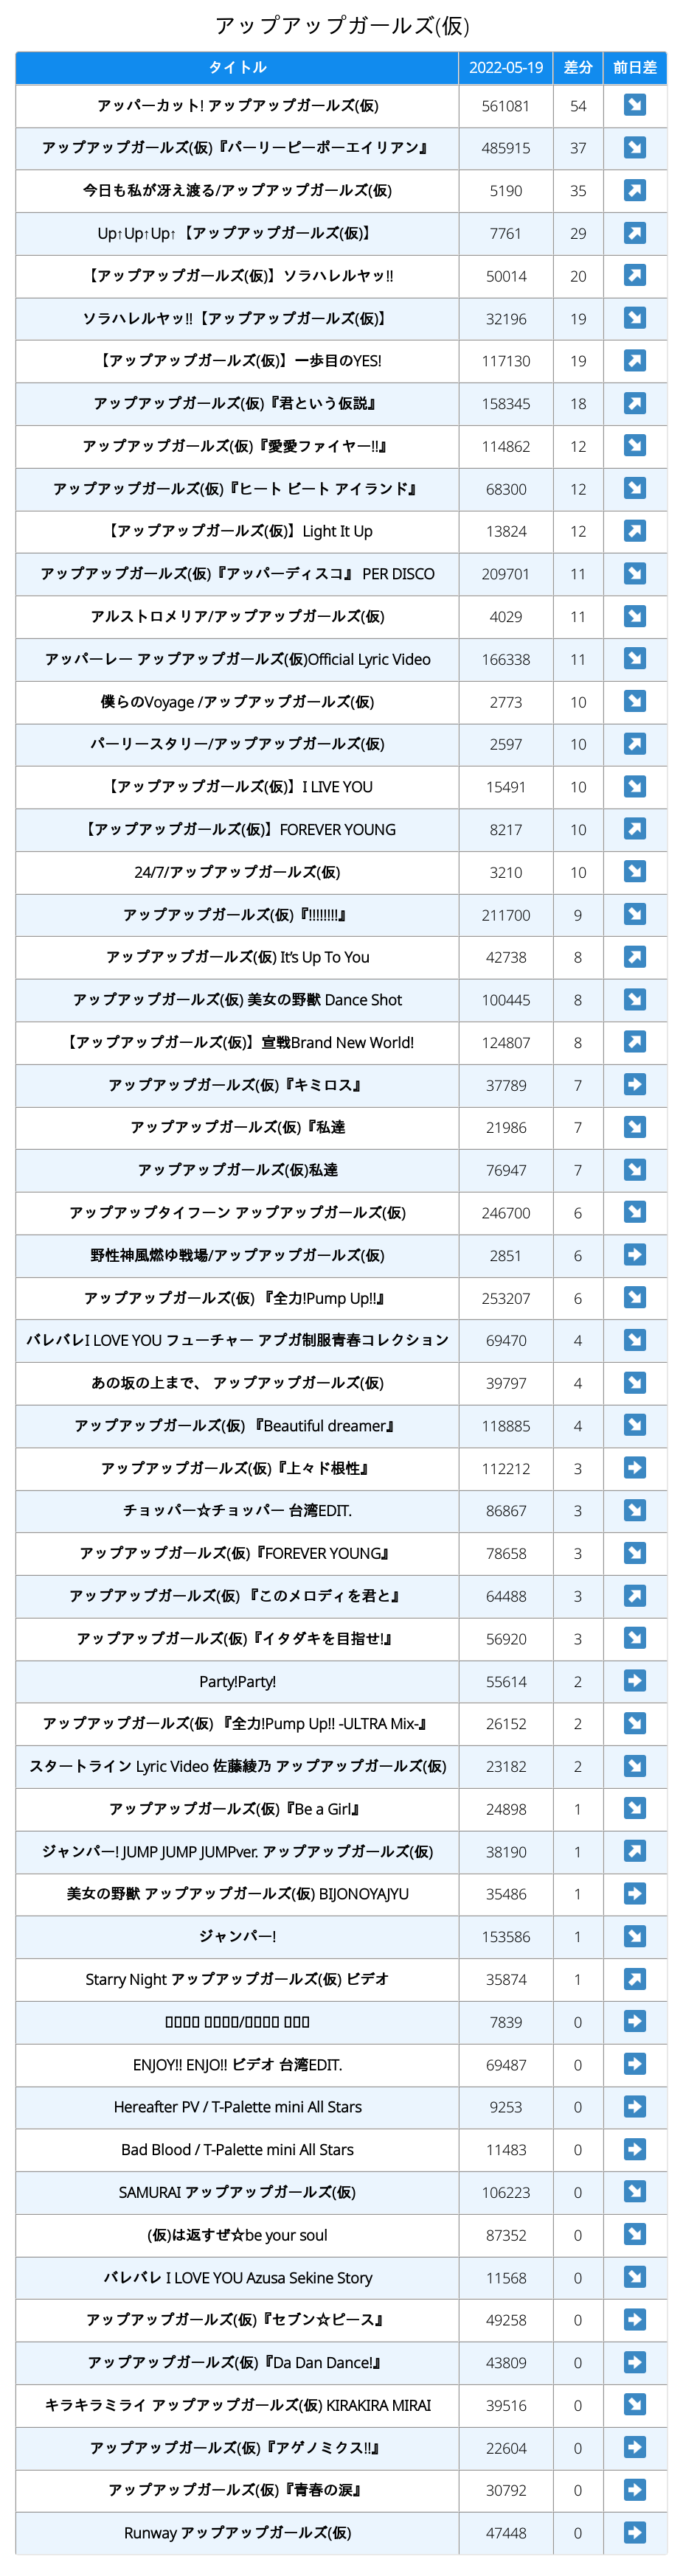 アップアップガールズ(仮)
タイトル 2022-05-19 差分 前日差
アッパーカット! アップアップガールズ(仮) 561081 54 ↘
アップアップガールズ(仮)『パーリーピーポーエイリアン』 485915 37 ↘
今日も私が冴え渡る/アップアップガールズ(仮) 5190 35 ↗
Up↑Up↑Up↑【アップアップガールズ(仮)】 7761 29 ↗
【アップアップガールズ(仮)】ソラハレルヤッ!! 50014 20 ↗
ソラハレルヤッ!!【アップアップガールズ(仮)】 32196 19 ↘
【アップアップガールズ(仮)】一歩目のYES! 117130 19 ↗
アップアップガールズ(仮)『君という仮説』 158345 18 ↗
アップアップガールズ(仮)『愛愛ファイヤー!!』 114862 12 ↘
アップアップガールズ(仮)『ヒート ビート アイランド』 68300 12 ↘
【アップアップガールズ(仮)】Light It Up 13824 12 ↗
アップアップガールズ(仮)『アッパーディスコ』 PER DISCO 209701 11 ↘
アルストロメリア/アップアップガールズ(仮) 4029 11 ↘
アッパーレー アップアップガールズ(仮)Official Lyric Video 166338 11 ↘
僕らのVoyage /アップアップガールズ(仮) 2773 10 ↘
パーリースタリー/アップアップガールズ(仮) 2597 10 ↗
【アップアップガールズ(仮)】I LIVE YOU 15491 10 ↘
【アップアップガールズ(仮)】FOREVER YOUNG 8217 10 ↗
24/7/アップアップガールズ(仮) 3210 10 ↘
アップアップガールズ(仮)『!!!!!!!!』 211700 9 ↘
アップアップガールズ(仮) It's Up To You 42738 8 ↗
アップアップガールズ(仮) 美女の野獣 Dance Shot 100445 8 ↘
【アップアップガールズ(仮)】宣戦Brand New World! 124807 8 ↗
アップアップガールズ(仮)『キミロス』 37789 7 ➡
アップアップガールズ(仮)『私達 21986 7 ↘
アップアップガールズ(仮)私達 76947 7 ↘
アップアップタイフーン アップアップガールズ(仮) 246700 6 ↘
野性神風燃ゆ戦場/アップアップガールズ(仮) 2851 6 ➡
アップアップガールズ(仮) 『全力!Pump Up!!』 253207 6 ↘
バレバレI LOVE YOU フューチャー アプガ制服青春コレクション 69470 4 ↘
あの坂の上まで、 アップアップガールズ(仮) 39797 4 ↘
アップアップガールズ(仮) 『Beautiful dreamer』 118885 4 ↘
アップアップガールズ(仮)『上々ド根性』 112212 3 ➡
チョッパー☆チョッパー 台湾EDIT. 86867 3 ↘
アップアップガールズ(仮)『FOREVER YOUNG』 78658 3 ↘
アップアップガールズ(仮) 『このメロディを君と』 64488 3 ↗
アップアップガールズ(仮)『イタダキを目指せ!』 56920 3 ↘
Party!Party! 55614 2 ➡
アップアップガールズ(仮) 『全力!Pump Up!! -ULTRA Mix-』 26152 2 ↘
スタートライン Lyric Video 佐藤綾乃 アップアップガールズ(仮) 23182 2 ↘
アップアップガールズ(仮)『Be a Girl』 24898 1 ↘
ジャンパー! JUMP JUMP JUMPver. アップアップガールズ(仮) 38190 1 ↗
美女の野獣 アップアップガールズ(仮) BIJONOYAJYU 35486 1 ➡
ジャンパー! 153586 1 ↘
Starry Night アップアップガールズ(仮) ビデオ 35874 1 ↗
7839 0 ➡
ENJOY!! ENJO!! ビデオ 台湾EDIT. 69487 0 ➡
Hereafter PV / T-Palette mini All Stars 9253 0 ➡
Bad Blood / T-Palette mini All Stars 11483 0 ➡
SAMURAI アップアップガールズ(仮) 106223 0 ↘
(仮)は返すぜ☆be your soul 87352 0 ↘
バレバレ I LOVE YOU Azusa Sekine Story 11568 0 ↘
アップアップガールズ(仮)『セブン☆ピース』 49258 0 ➡
アップアップガールズ(仮)『Da Dan Dance!』 43809 0 ➡
キラキラミライ アップアップガールズ(仮) KIRAKIRA MIRAI 39516 0 ↘
アップアップガールズ(仮)『アゲノミクス!!』 22604 0 ➡
アップアップガールズ(仮)『青春の涙』 30792 0 ➡
Runway アップアップガールズ(仮) 47448 0 ➡